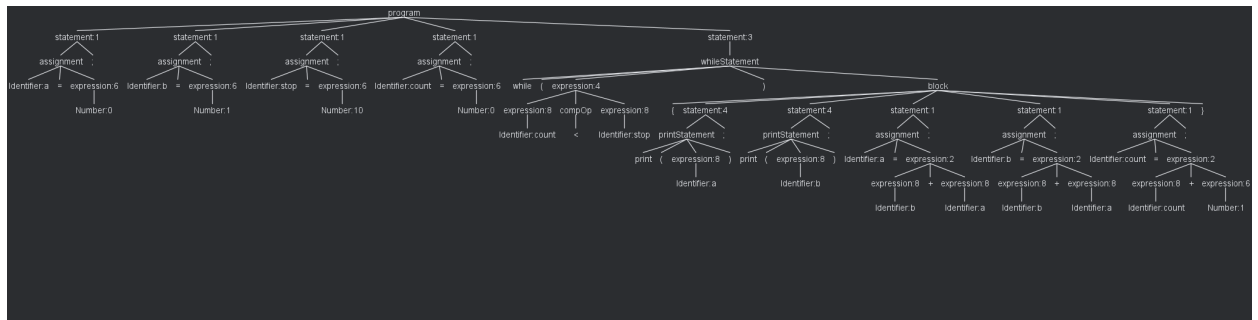 program
statement:1 statement:1 statement:1 statement:1 statement:3
assignment ; assignment ; assignment ; assignment ; whileStatement
Identifier:a = expression:6 Identifier:b = expression:6 Identifier:stop = expression:6 Identifier:count = expression:6 while ( expression:4 ) block
Number:0 Number:1 Number:10 Number:0 expression:8 compOp expression:8 { statement:4 statement:4 statement:1 statement:1 statement:1 }
Identifier:count < Identifier:stop printStatement ; printStatement ; assignment ; assignment ; assignment ;
print ( expression:8 ) print ( expression:8 ) Identifier:a = expression:2 Identifier:b = expression:2 Identifier:count = expression:2
Identifier:a Identifier:b expression:8 + expression:8 expression:8 + expression:8 expression:8 + expression:6
Identifier:b Identifier:a Identifier:b Identifier:a Identifier:count Number:1